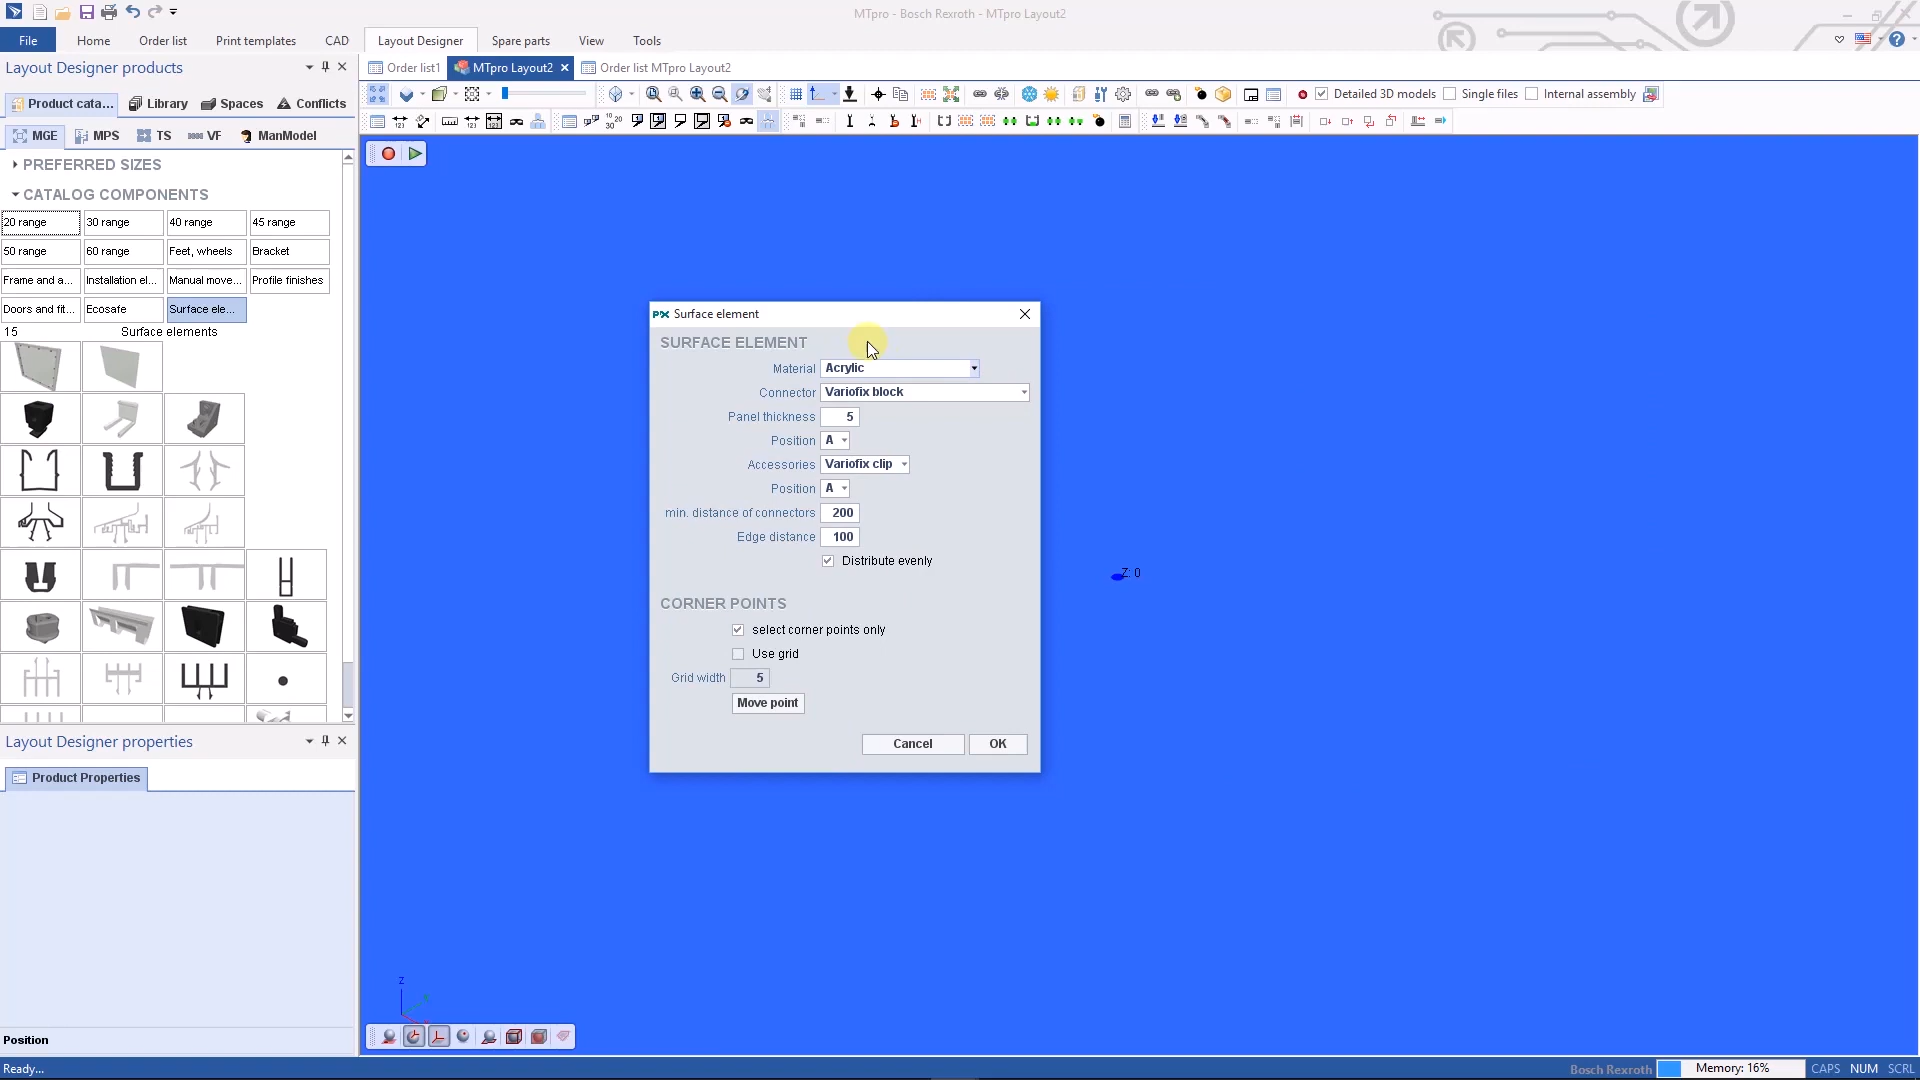 MTpro - Bosch Rexroth - MTpro Layout2
File Home Order list Print templates CAD Layout Designer Spare parts View Tools
Layout Designer products
Order list1 MTpro Layout2 Order list MTpro Layout2
Product cata... Library Spaces Conflicts
Detailed 3D models Single files Internal assembly
MGE MPS TS VF ManModel
PREFERRED SIZES
CATALOG COMPONENTS
20 range 30 range 40 range 45 range
50 range 60 range Feet, wheels Bracket
Frame and a... Installation el... Manual move... Profile finishes
Doors and fit... Ecosafe Surface ele...
15 Surface elements
Surface element
SURFACE ELEMENT
Material Acrylic
Connector Variofix block
Panel thickness 5
Position A
Accessories Variofix clip
Position A
min. distance of connectors 200
Edge distance 100
Distribute evenly
CORNER POINTS
select corner points only
Use grid
Grid width 5
Move point
Cancel OK
Z: 0
Layout Designer properties
Product Properties
Z
Position
Ready...
Bosch Rexroth Memory: 16% CAPS NUM SCRL